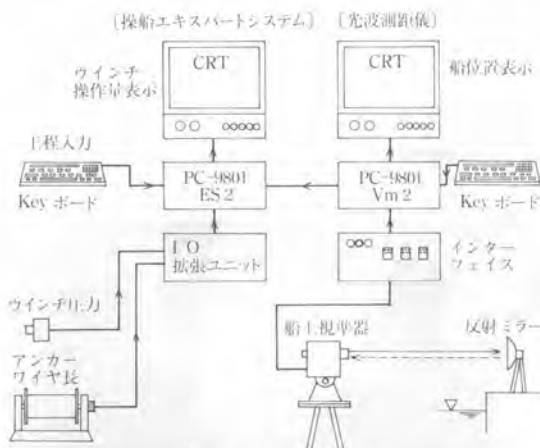 〔操船エキスパートシステム〕
〔光波測距儀〕
CRT
ウインチ
操作量表示
CRT
船位置表示
工程入力
Key ボード
PC-9801
ES 2
PC-9801
Vm 2
Key ボード
I/O
拡張ユニット
インター
フェイス
ウインチ圧力
アンカー
ワイヤ長
船上視準器
反射ミラー